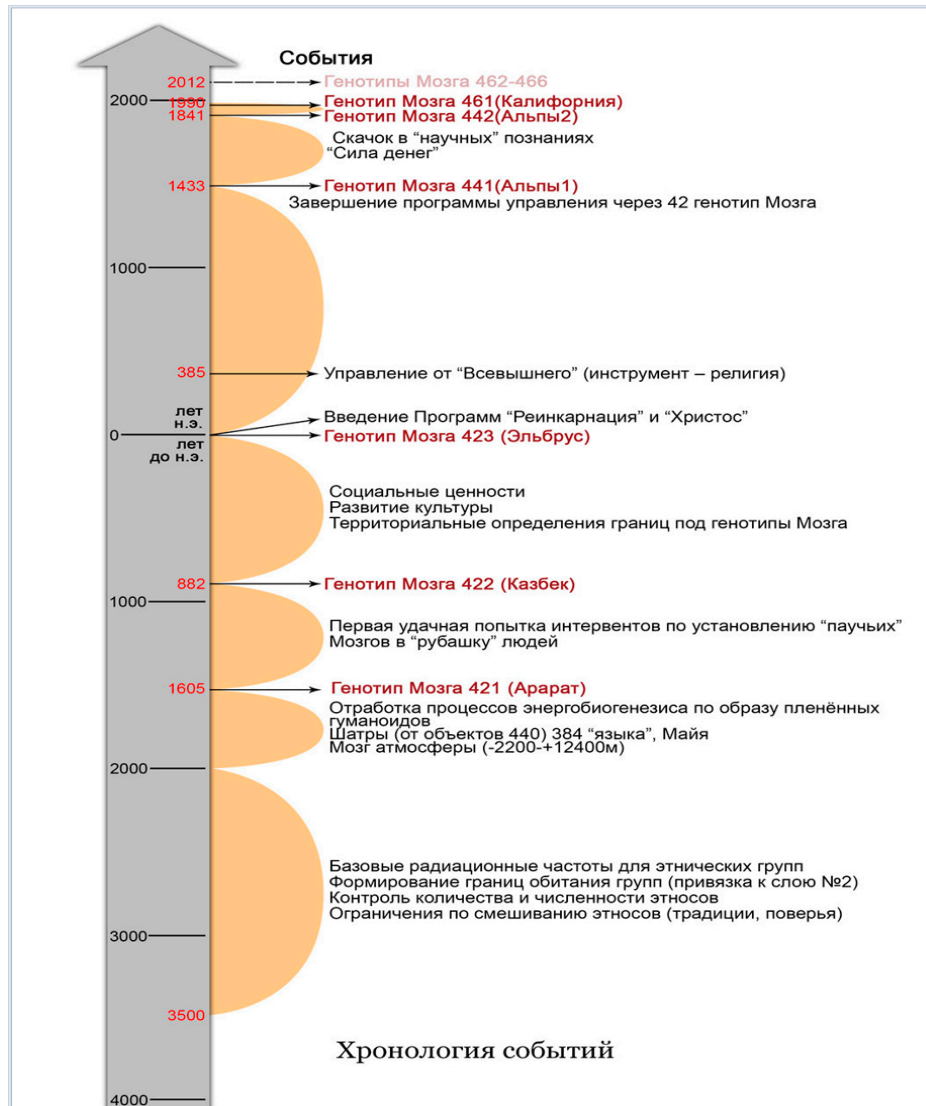 События
2012 Генотипы Мозга 462-466
2000
1990 Генотип Мозга 461(Калифорния)
1841 Генотип Мозга 442(Альпы2)
Скачок в “научных” познаниях
“Сила денег”
1433 Генотип Мозга 441(Альпы1)
Завершение программы управления через 42 генотип Мозга
1000
385 Управление от “Всевышнего” (инструмент – религия)
лет
н.э.
Введение Программ “Реинкарнация” и “Христос”
0 Генотип Мозга 423 (Эльбрус)
лет
до н.э.
Социальные ценности
Развитие культуры
Территориальные определения границ под генотипы Мозга
882 Генотип Мозга 422 (Казбек)
1000
Первая удачная попытка интервентов по установлению “паучьих”
Мозгов в “рубашку” людей
1605 Генотип Мозга 421 (Арарат)
Отработка процессов энергобиогенезиса по образу пленённых
гуманоидов
Шатры (от объектов 440) 384 “языка”, Майя
Мозг атмосферы (-2200-+12400м)
2000
Базовые радиационные частоты для этнических групп
Формирование границ обитания групп (привязка к слою №2)
Контроль количества и численности этносов
Ограничения по смешиванию этносов (традиции, поверья)
3000
3500
Хронология событий
4000